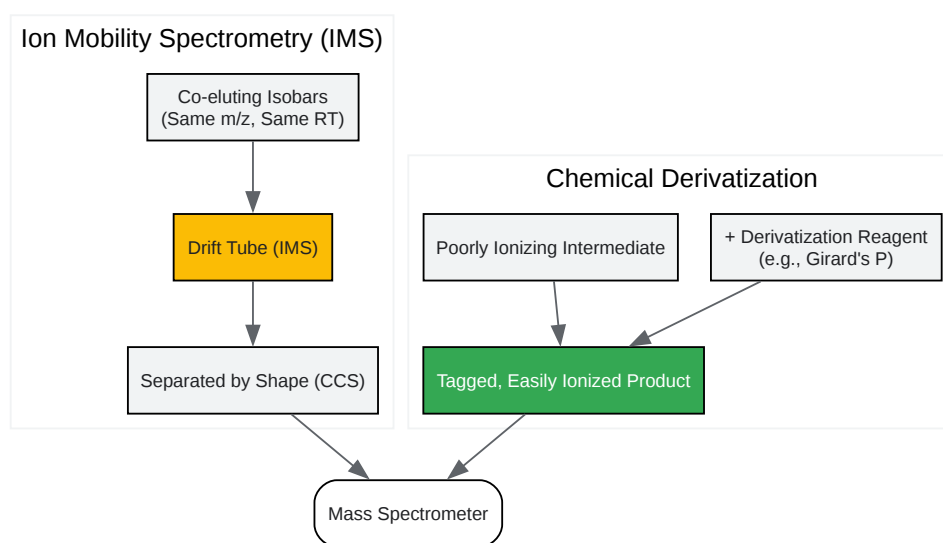 Ion Mobility Spectrometry (IMS)
Co-eluting Isobars
(Same m/z, Same RT)
Drift Tube (IMS)
Separated by Shape (CCS)
Chemical Derivatization
Poorly Ionizing Intermediate
+ Derivatization Reagent
(e.g., Girard's P)
Tagged, Easily Ionized Product
Mass Spectrometer